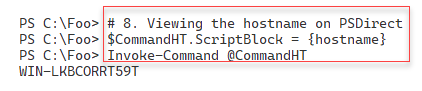 PS C:\Foo> # 8. Viewing the hostname on PSDirect
PS C:\Foo> $CommandHT.ScriptBlock = {hostname}
PS C:\Foo> Invoke-Command @CommandHT
WIN-LKBCORRT59T